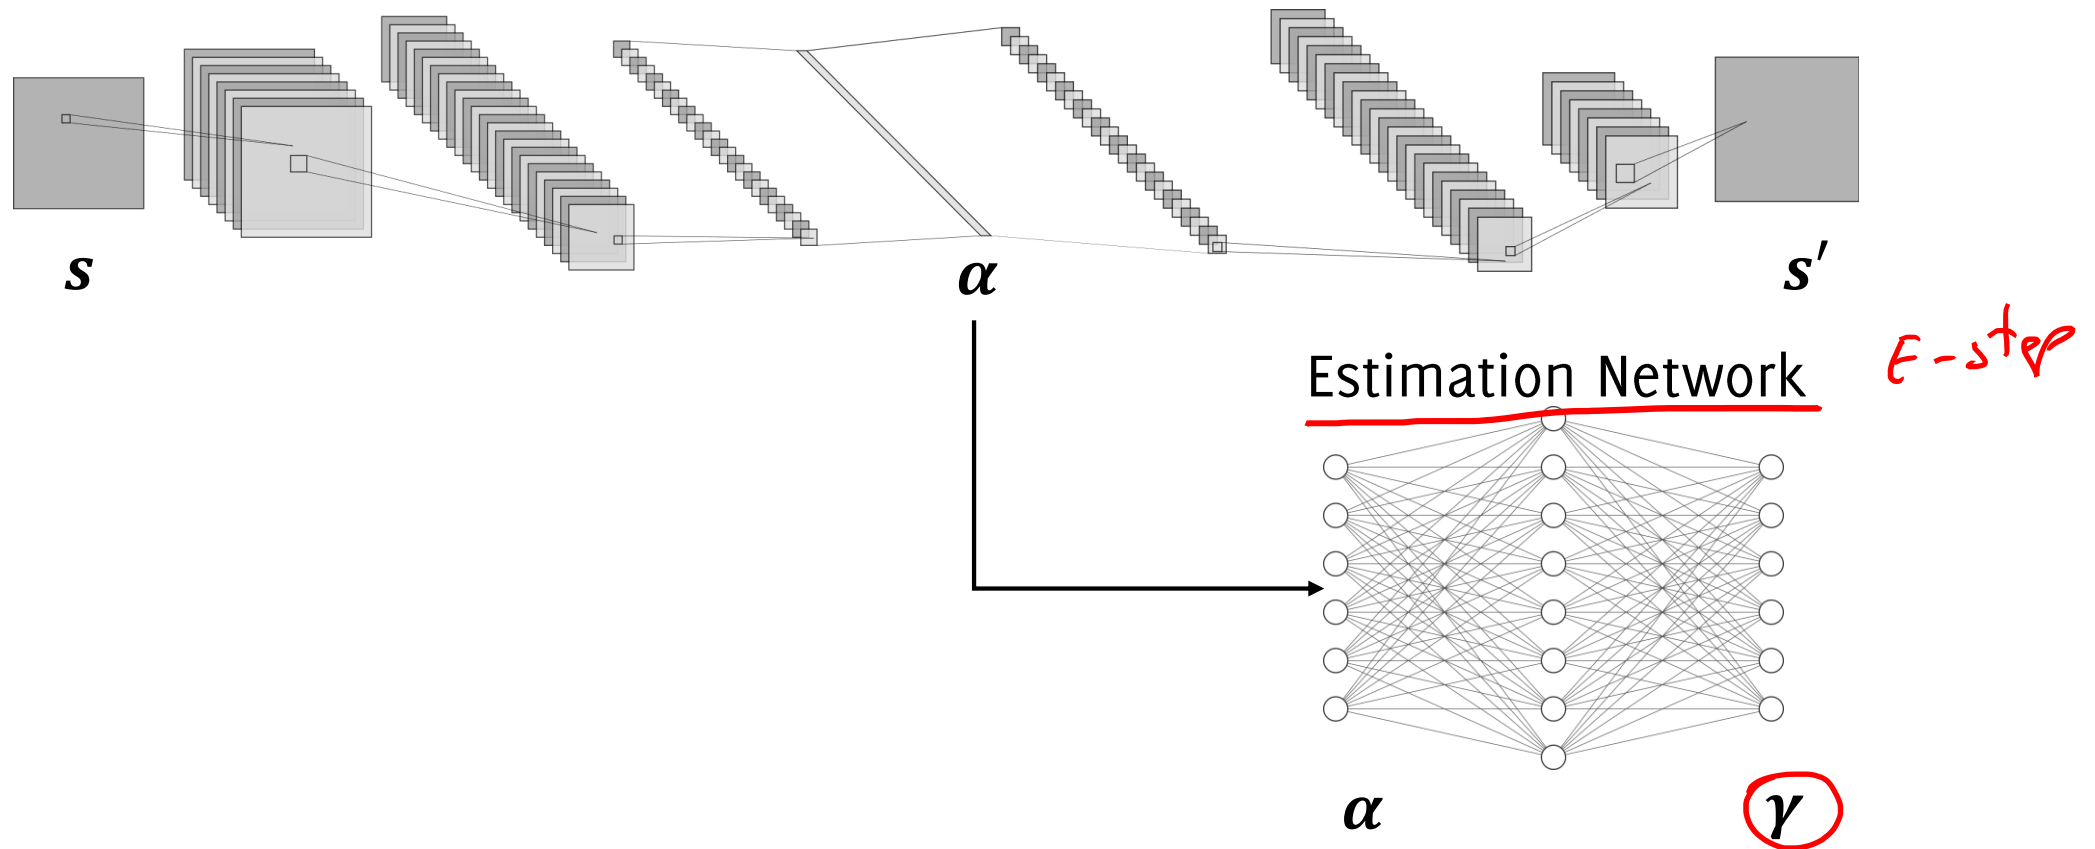 s
α
s′
E-step
Estimation Network
α
γ